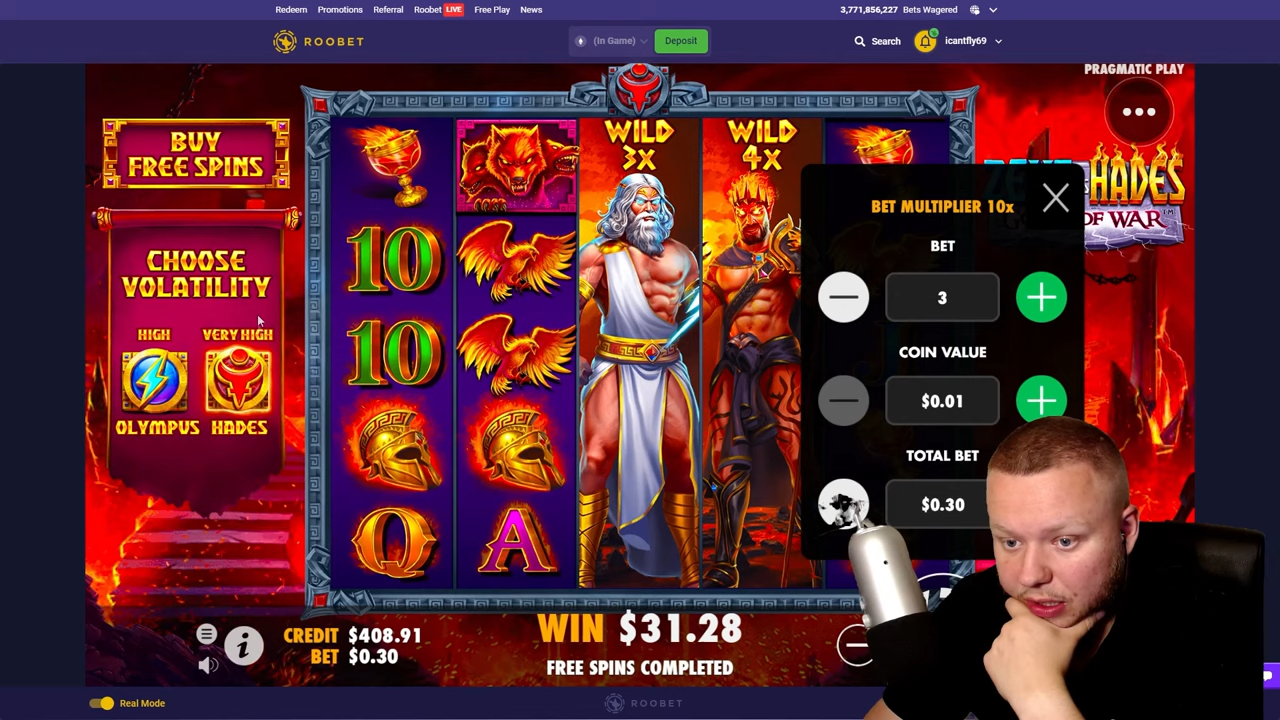 Redeem Promotions Referral Roobet LIVE Free Play News 3,771,856,227 Bets Wagered
ROOBET (In Game) Deposit Search icantfly69
PRAGMATIC PLAY
BUY
FREE SPINS
WILD
3X
WILD
4X
HADES
OF WAR™
BET MULTIPLIER 10x
BET
3
COIN VALUE
$0.01
TOTAL BET
$0.30
CHOOSE
VOLATILITY
HIGH VERY HIGH
OLYMPUS HADES
10
10
Q A
CREDIT $408.91
BET $0.30
WIN $31.28
FREE SPINS COMPLETED
Real Mode
ROOBET